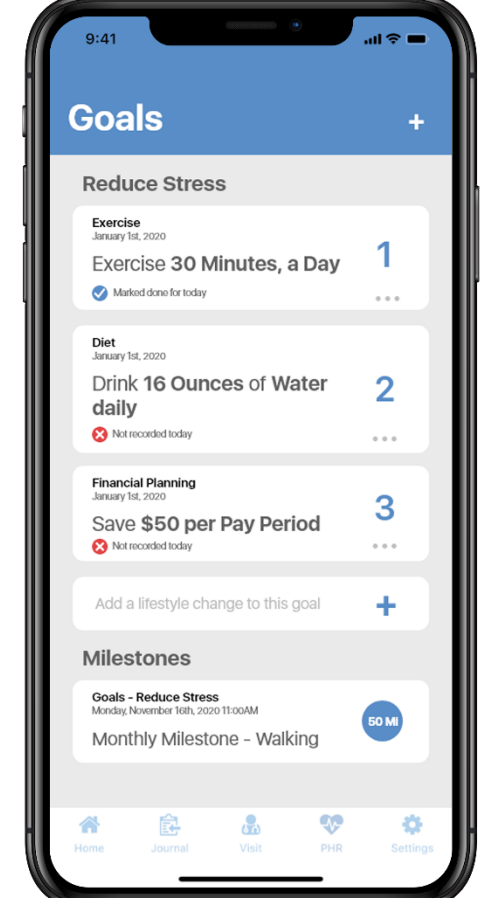 9:41
Goals
+
Reduce Stress
Exercise
January 1st, 2020
Exercise 30 Minutes, a Day
1
Marked done for today
Diet
January 1st, 2020
Drink 16 Ounces of Water
daily
2
Not recorded today
Financial Planning
January 1st, 2020
Save $50 per Pay Period
3
Not recorded today
Add a lifestyle change to this goal
+
Milestones
Goals - Reduce Stress
Monday, November 16th, 2020 11:00AM
Monthly Milestone - Walking
50 MI
Home
Journal
Visit
PHR
Settings